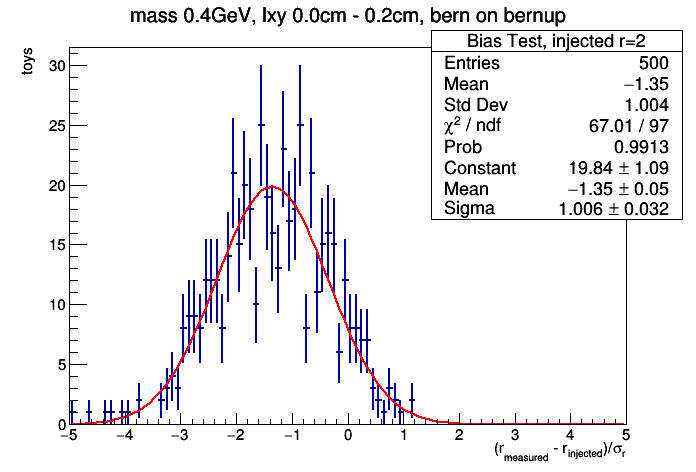 mass 0.4GeV, lxy 0.0cm - 0.2cm, bern on bernup
toys
Bias Test, injected r=2
Entries 500
Mean −1.35
Std Dev 1.004
χ² / ndf 67.01 / 97
Prob 0.9913
Constant 19.84 ± 1.09
Mean −1.35 ± 0.05
Sigma 1.006 ± 0.032
30
25
20
15
10
5
0
−5 −4 −3 −2 −1 0 1 2 3 4 5
(r_measured - r_injected)/σ_r